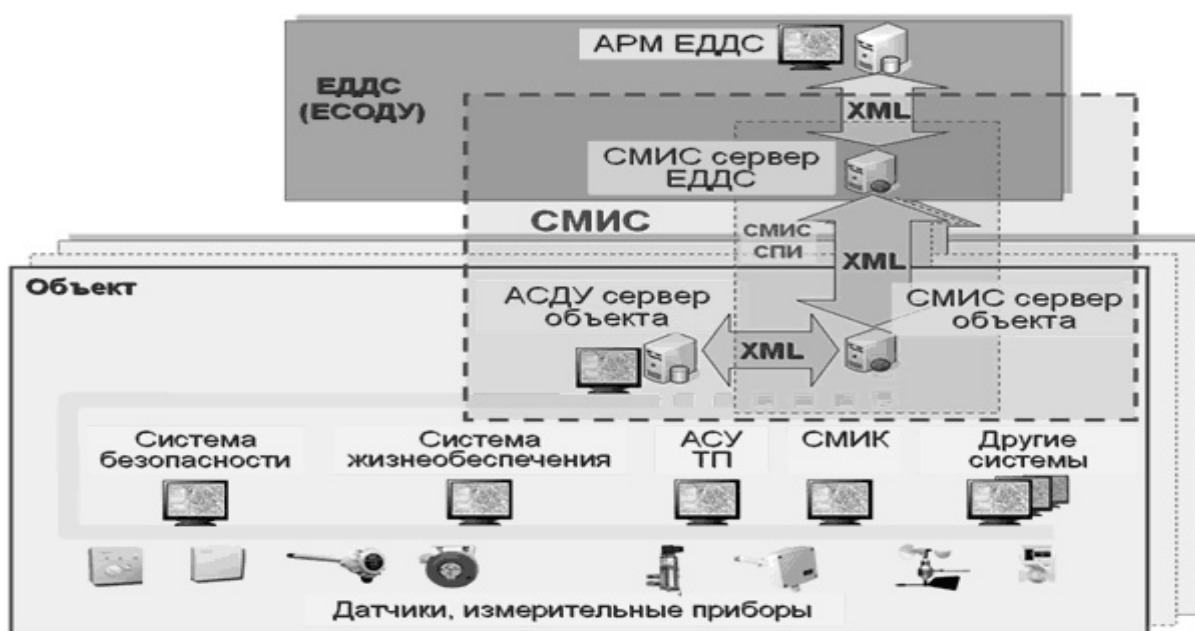 АРМ ЕДДС
ЕДДС
(ЕСОДУ)
XML
СМИС сервер
ЕДДС
СМИС
СМИС
СПИ
XML
Объект
АСДУ сервер
объекта
СМИС сервер
объекта
XML
Система
безопасности
Система
жизнеобеспечения
АСУ
ТП
СМИК
Другие
системы
Датчики, измерительные приборы